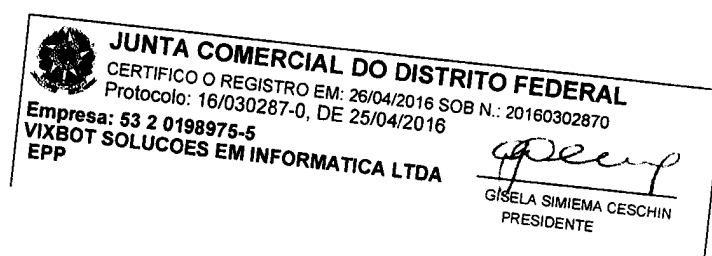 JUNTA COMERCIAL DO DISTRITO FEDERAL
CERTIFICO O REGISTRO EM: 26/04/2016 SOB N.: 20160302870
Protocolo: 16/030287-0, DE 25/04/2016
Empresa: 53 2 0198975-5
VIXBOT SOLUCOES EM INFORMATICA LTDA
EPP
GISELA SIMIEMA CESCHIN
PRESIDENTE